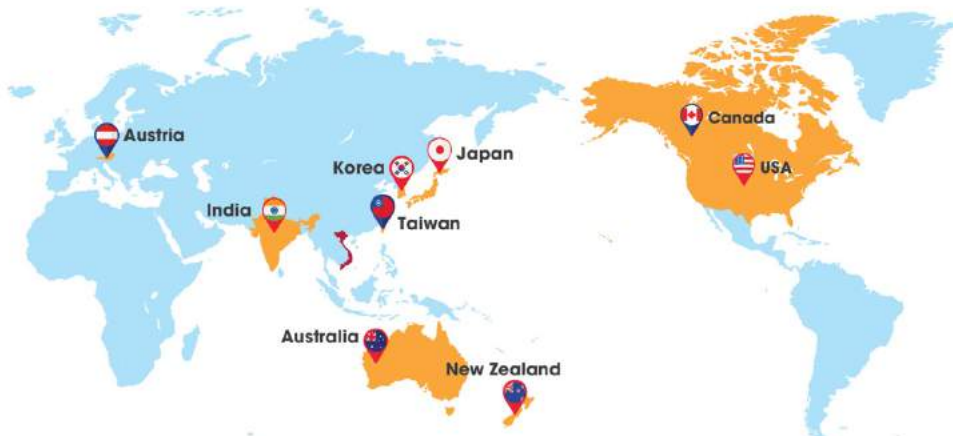 Canada
Austria
Japan
Korea
USA
India
Taiwan
Australia
New Zealand